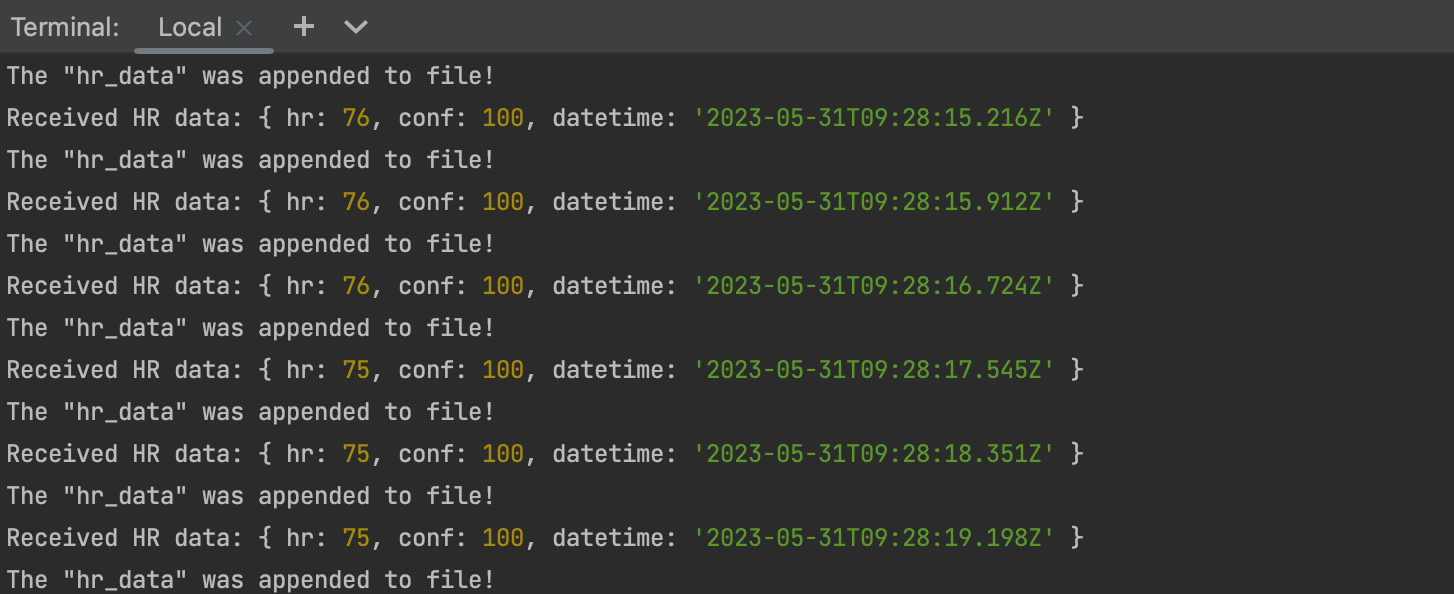 Terminal: Local
The "hr_data" was appended to file!
Received HR data: { hr: 76, conf: 100, datetime: '2023-05-31T09:28:15.216Z' }
The "hr_data" was appended to file!
Received HR data: { hr: 76, conf: 100, datetime: '2023-05-31T09:28:15.912Z' }
The "hr_data" was appended to file!
Received HR data: { hr: 76, conf: 100, datetime: '2023-05-31T09:28:16.724Z' }
The "hr_data" was appended to file!
Received HR data: { hr: 75, conf: 100, datetime: '2023-05-31T09:28:17.545Z' }
The "hr_data" was appended to file!
Received HR data: { hr: 75, conf: 100, datetime: '2023-05-31T09:28:18.351Z' }
The "hr_data" was appended to file!
Received HR data: { hr: 75, conf: 100, datetime: '2023-05-31T09:28:19.198Z' }
The "hr_data" was appended to file!